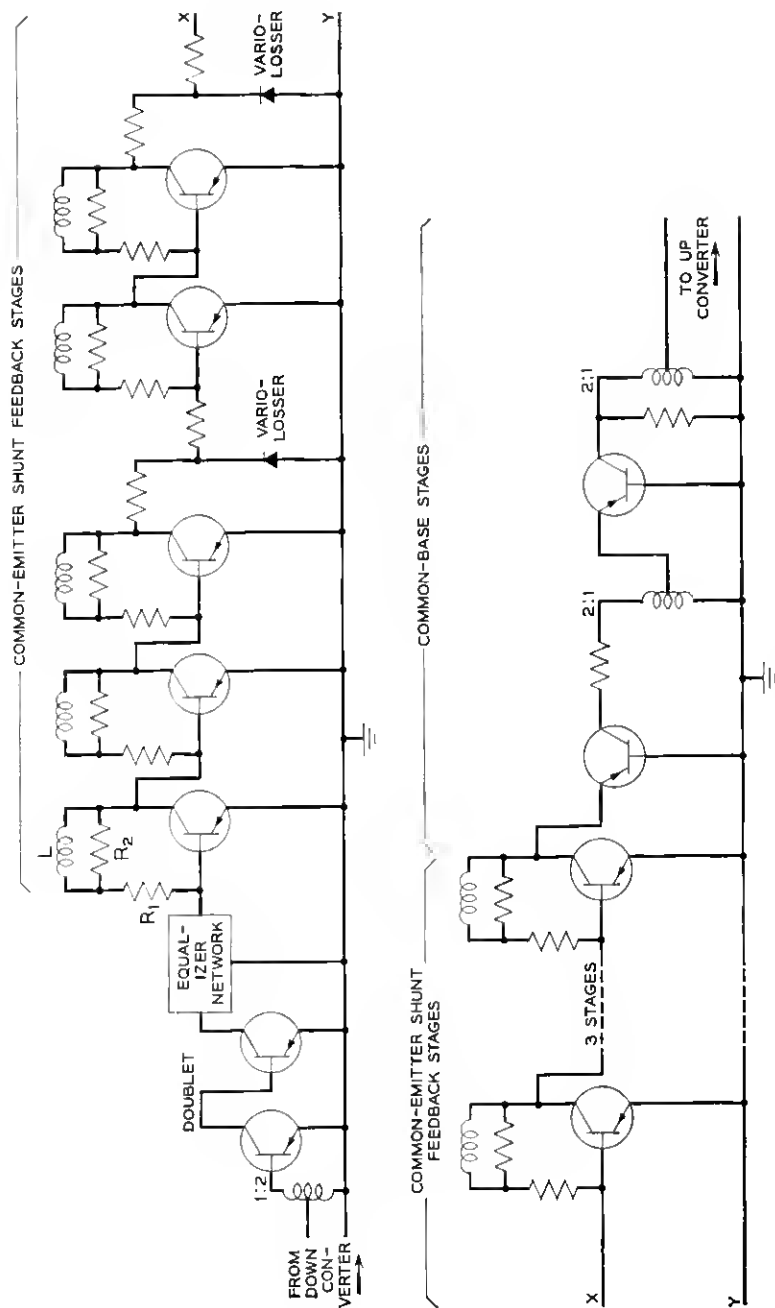 COMMON-EMITTER SHUNT FEEDBACK STAGES
X
VARIO-
LOSSER
VARIO-
LOSSER
L
R2
R1
EQUAL-
IZER
NETWORK
DOUBLET
1:2
FROM
DOWN
CON-
VERTER
Y
COMMON-EMITTER SHUNT
FEEDBACK STAGES
COMMON-BASE STAGES
3 STAGES
2:1
2:1
TO UP
CONVERTER
X
Y